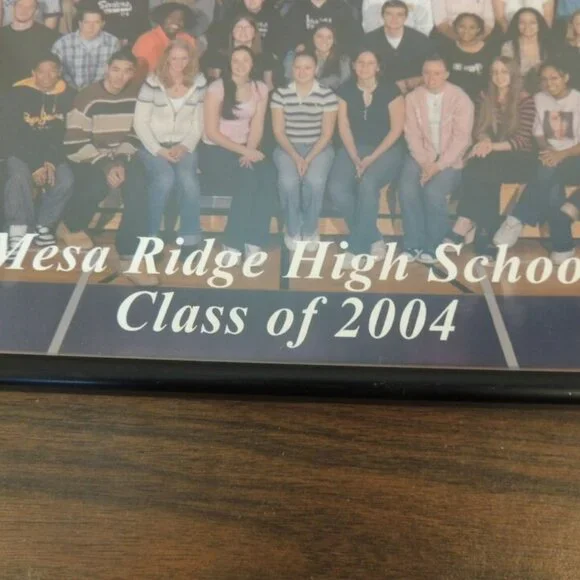 Mesa Ridge High Schoo
Class of 2004